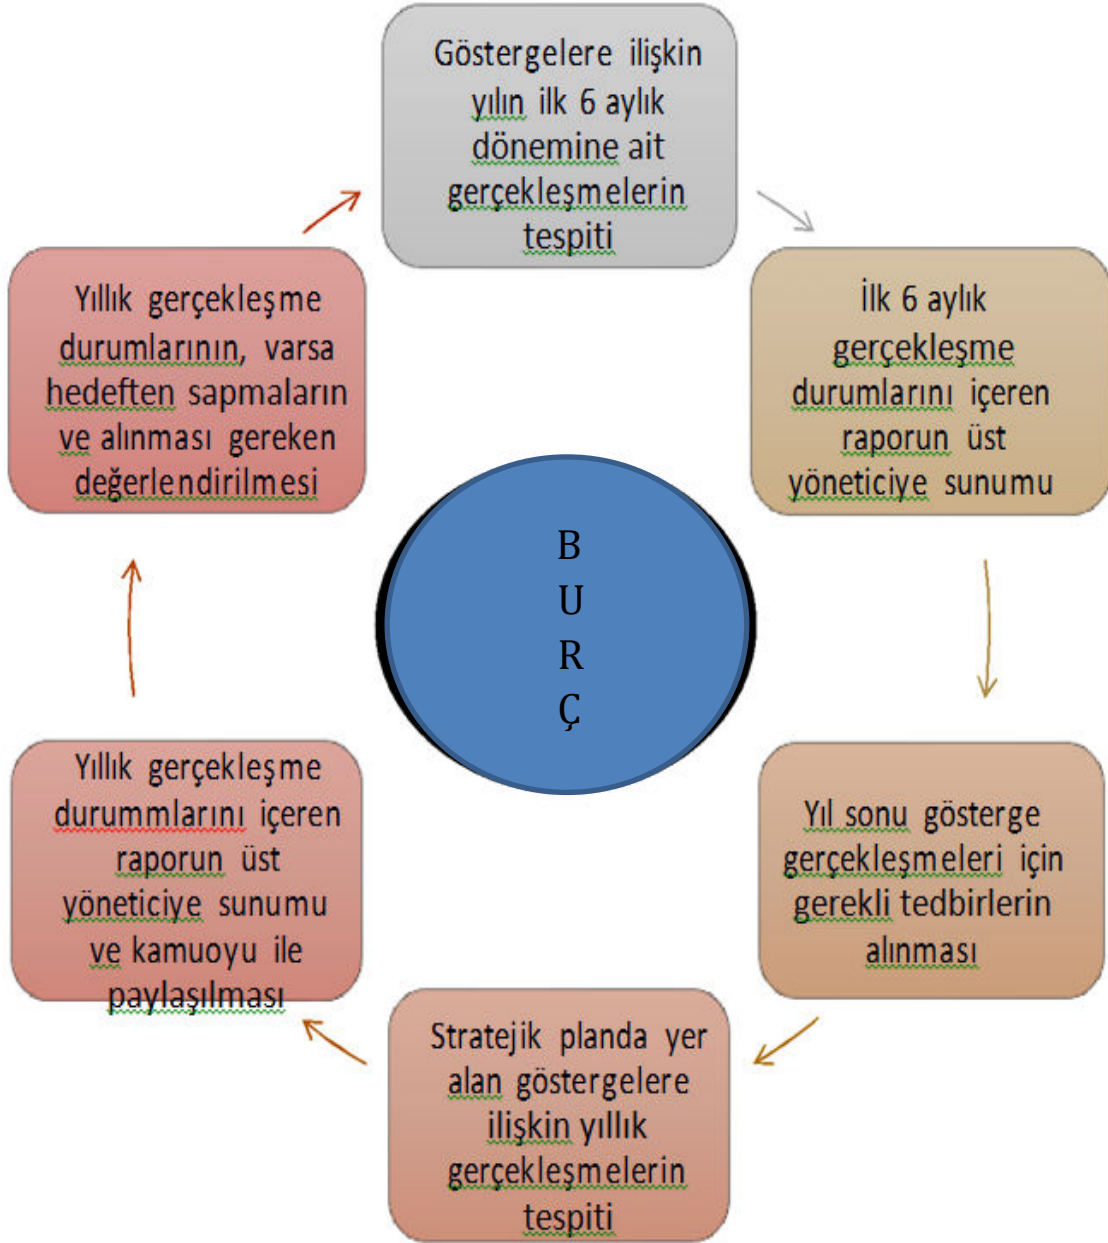 Göstergelere ilişkin
yılın ilk 6 aylık
dönemine ait
gerçekleşmelerin
tespiti
İlk 6 aylık
gerçekleşme
durumlarını içeren
raporun üst
yöneticiye sunumu
Yıl sonu gösterge
gerçekleşmeleri için
gerekli tedbirlerin
alınması
Stratejik planda yer
alan göstergelere
ilişkin yıllık
gerçekleşmelerin
tespiti
Yıllık gerçekleşme
durummlarını içeren
raporun üst
yöneticiye sunumu
ve kamuoyu ile
paylaşılması
Yıllık gerçekleşme
durumlarının, varsa
hedeften sapmaların
ve alınması gereken
değerlendirilmesi
B
U
R
Ç